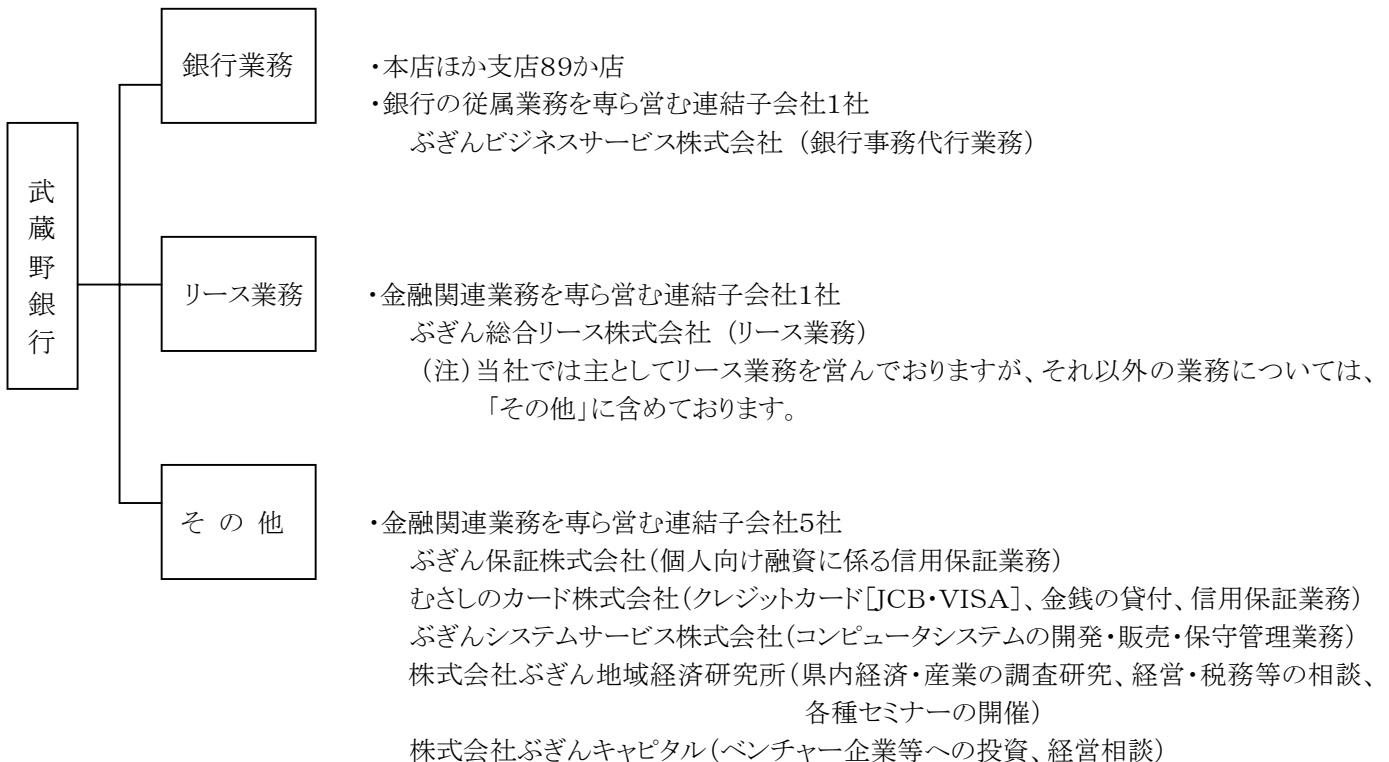 武蔵野銀行
銀行業務
・本店ほか支店89か店
・銀行の従属業務を専ら営む連結子会社1社
ぶぎんビジネスサービス株式会社 (銀行事務代行業務)
リース業務
・金融関連業務を専ら営む連結子会社1社
ぶぎん総合リース株式会社 (リース業務)
(注)当社では主としてリース業務を営んでおりますが、それ以外の業務については、
「その他」に含めております。
その他
・金融関連業務を専ら営む連結子会社5社
ぶぎん保証株式会社(個人向け融資に係る信用保証業務)
むさしのカード株式会社(クレジットカード[JCB・VISA]、金銭の貸付、信用保証業務)
ぶぎんシステムサービス株式会社(コンピュータシステムの開発・販売・保守管理業務)
株式会社ぶぎん地域経済研究所(県内経済・産業の調査研究、経営・税務等の相談、
各種セミナーの開催)
株式会社ぶぎんキャピタル(ベンチャー企業等への投資、経営相談)